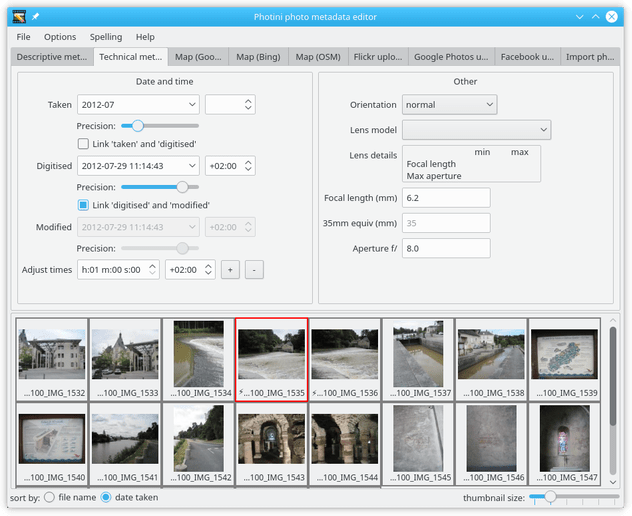 Photini photo metadata editor
File Options Spelling Help
Descriptive met... Technical met... Map (Goo... Map (Bing) Map (OSM) Flickr uplo... Google Photos u... Facebook u... Import ph...
Date and time
Taken 2012-07
Precision:
Link 'taken' and 'digitised'
Digitised 2012-07-29 11:14:43 +02:00
Precision:
Link 'digitised' and 'modified'
Modified 2012-07-29 11:14:43 +02:00
Precision:
Adjust times h:01 m:00 s:00 +02:00 + -
Other
Orientation normal
Lens model
Lens details min max
Focal length
Max aperture
Focal length (mm) 6.2
35mm equiv (mm) 35
Aperture f/ 8.0
...100_IMG_1532 ...100_IMG_1533 ...100_IMG_1534 ...100_IMG_1535 ...100_IMG_1536 ...100_IMG_1537 ...100_IMG_1538 ...100_IMG_1539
...100_IMG_1540 ...100_IMG_1541 ...100_IMG_1542 ...100_IMG_1543 ...100_IMG_1544 ...100_IMG_1545 ...100_IMG_1546 ...100_IMG_1547
sort by: file name date taken thumbnail size: